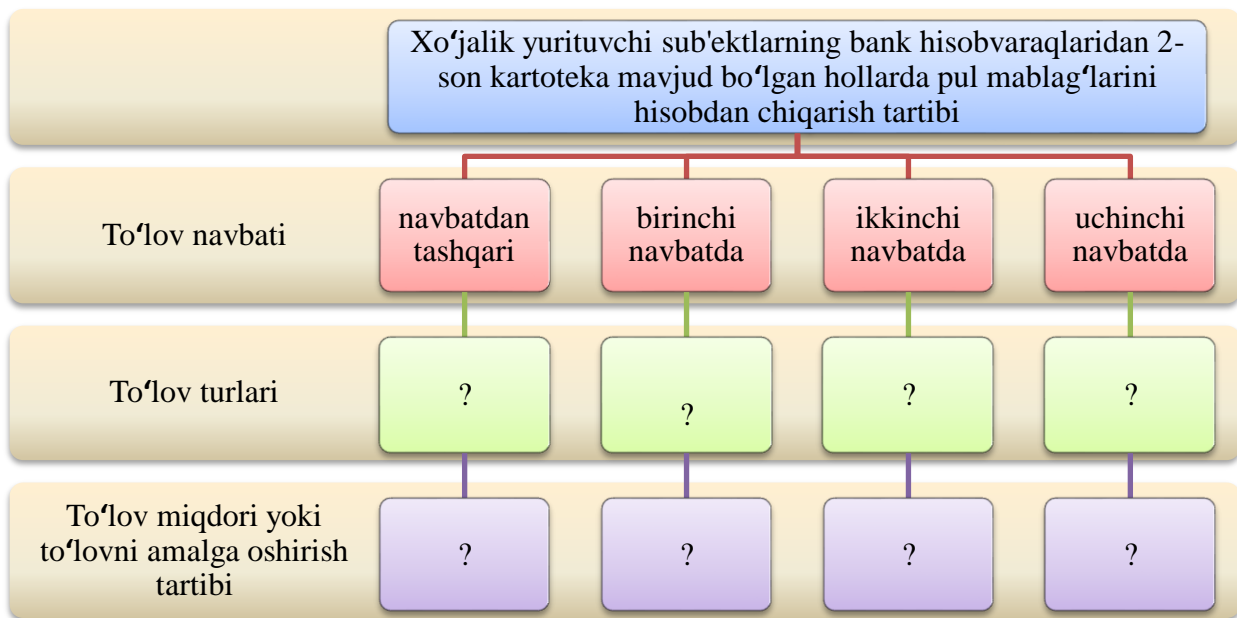 Xo‘jalik yurituvchi sub'ektlarning bank hisobvaraqlaridan 2-
son kartoteka mavjud bo‘lgan hollarda pul mablag‘larini
hisobdan chiqarish tartibi
To‘lov navbati
navbatdan
tashqari
birinchi
navbatda
ikkinchi
navbatda
uchinchi
navbatda
To‘lov turlari
?
?
?
?
To‘lov miqdori yoki
to‘lovni amalga oshirish
tartibi
?
?
?
?